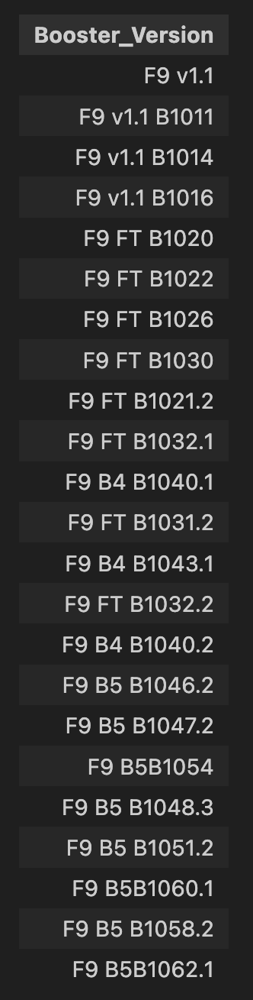 Booster_Version
F9 v1.1
F9 v1.1 B1011
F9 v1.1 B1014
F9 v1.1 B1016
F9 FT B1020
F9 FT B1022
F9 FT B1026
F9 FT B1030
F9 FT B1021.2
F9 FT B1032.1
F9 B4 B1040.1
F9 FT B1031.2
F9 B4 B1043.1
F9 FT B1032.2
F9 B4 B1040.2
F9 B5 B1046.2
F9 B5 B1047.2
F9 B5B1054
F9 B5 B1048.3
F9 B5 B1051.2
F9 B5B1060.1
F9 B5 B1058.2
F9 B5B1062.1